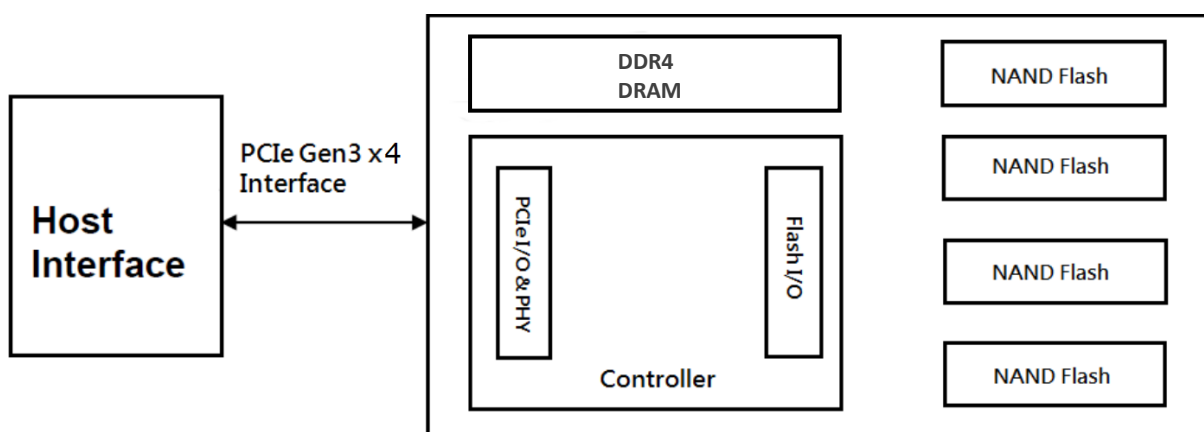 Host
Interface
PCIe Gen3 x4
Interface
DDR4
DRAM
PCIe I/O & PHY
Flash I/O
Controller
NAND Flash
NAND Flash
NAND Flash
NAND Flash